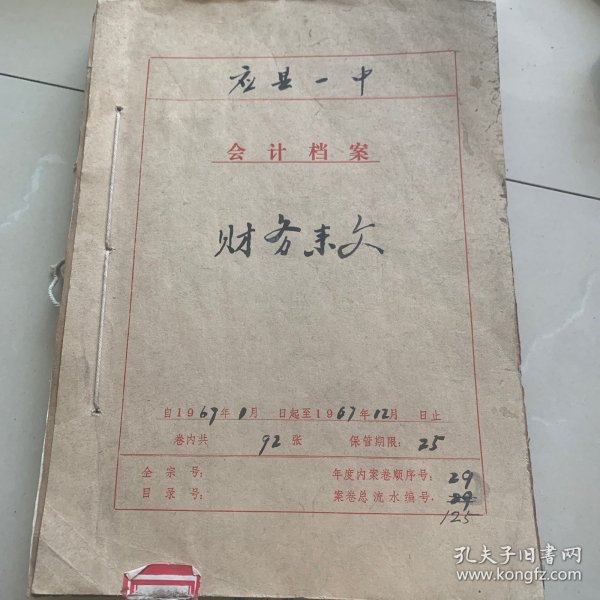 应县一中
会计档案
财务来文
自1967年1月 日起至1967年12月 日止
卷内共 92 张 保管期限: 25
全宗号: 年度内案卷顺序号: 29
目录号: 案卷总流水编号. 29
125
孔夫子旧书网
www.kongfz.com